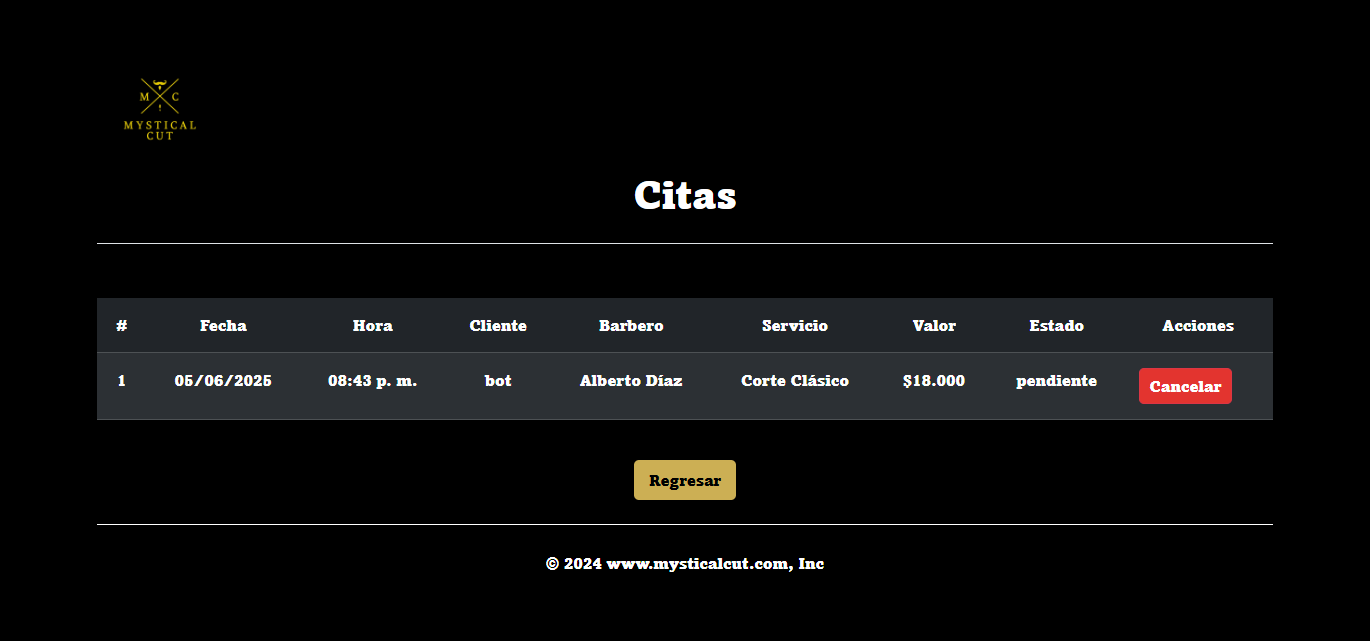 M C
MYSTICAL
CUT
Citas
# Fecha Hora Cliente Barbero Servicio Valor Estado Acciones
1 05/06/2025 08:43 p. m. bot Alberto Díaz Corte Clásico $18.000 pendiente Cancelar
Regresar
© 2024 www.mysticalcut.com, Inc